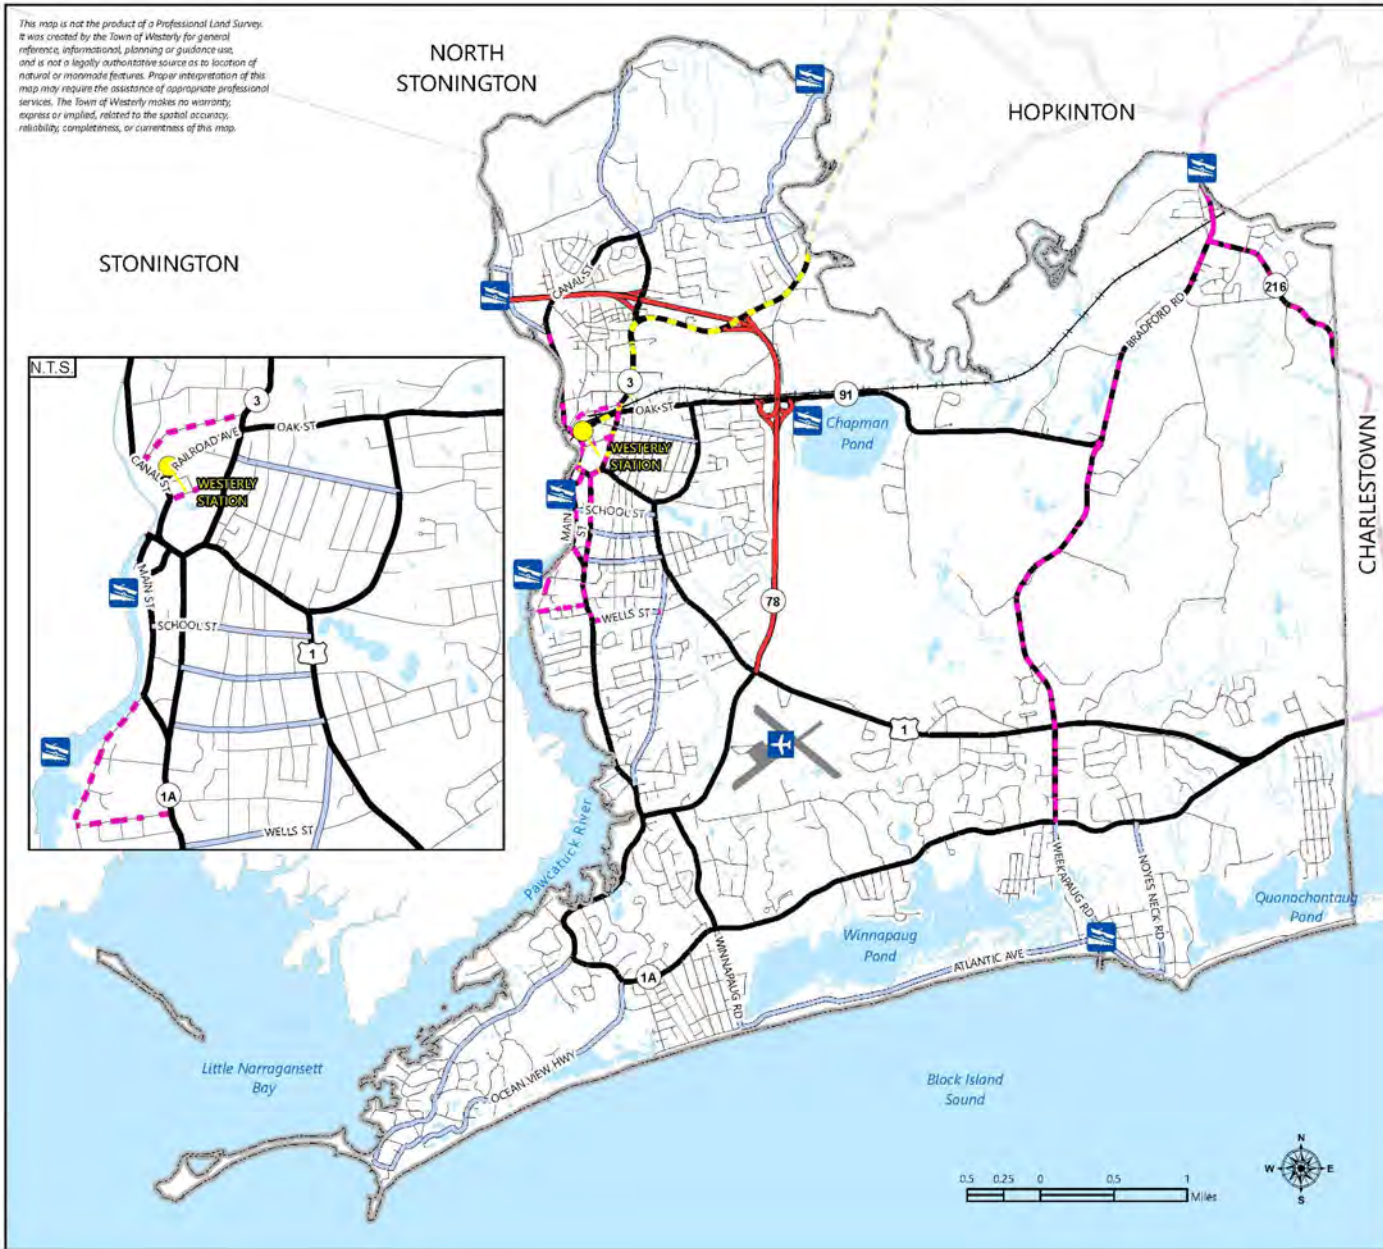 This map is not the product of a Professional Land Survey.
It was created by the Town of Westerly for general
reference, informational, planning or guidance use,
and is not a legally authoritative source as to location of
natural or manmade features. Proper interpretation of this
map may require the assistance of appropriate professional
services. The Town of Westerly makes no warranty,
express or implied, related to the spatial accuracy,
reliability, completeness, or currentness of this map.
NORTH
STONINGTON
HOPKINTON
STONINGTON
CHARLESTOWN
CANAL ST
216
BRADFORD RD
3
91
OAK ST
Chapman
Pond
WESTERLY
STATION
MAIN
ST
SCHOOL ST
78
WELLS ST
1
N.T.S.
3
OAK ST
RAILROAD AVE
CANAL ST
WESTERLY
STATION
MAIN ST
SCHOOL ST
1
1A
WELLS ST
Pawcatuck River
WEEKAPAUG RD
NOYES NECK RD
Quonochontaug
Pond
Winnapaug
Pond
WINNAPAUG RD
ATLANTIC AVE
1A
OCEAN VIEW HWY
Little Narragansett
Bay
Block Island
Sound
N
W
E
S
0.5
0.25
0
0.5
1
Miles